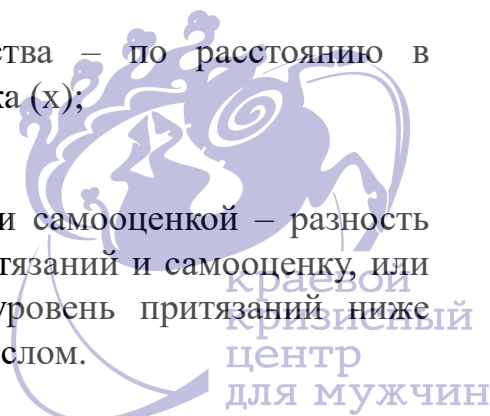 ства – по расстоянию в
ка (х);
и самооценкой – разность
тязаний и самооценку, или
уровень притязаний ниже
слом.
краевой
кризисный
центр
для мужчин